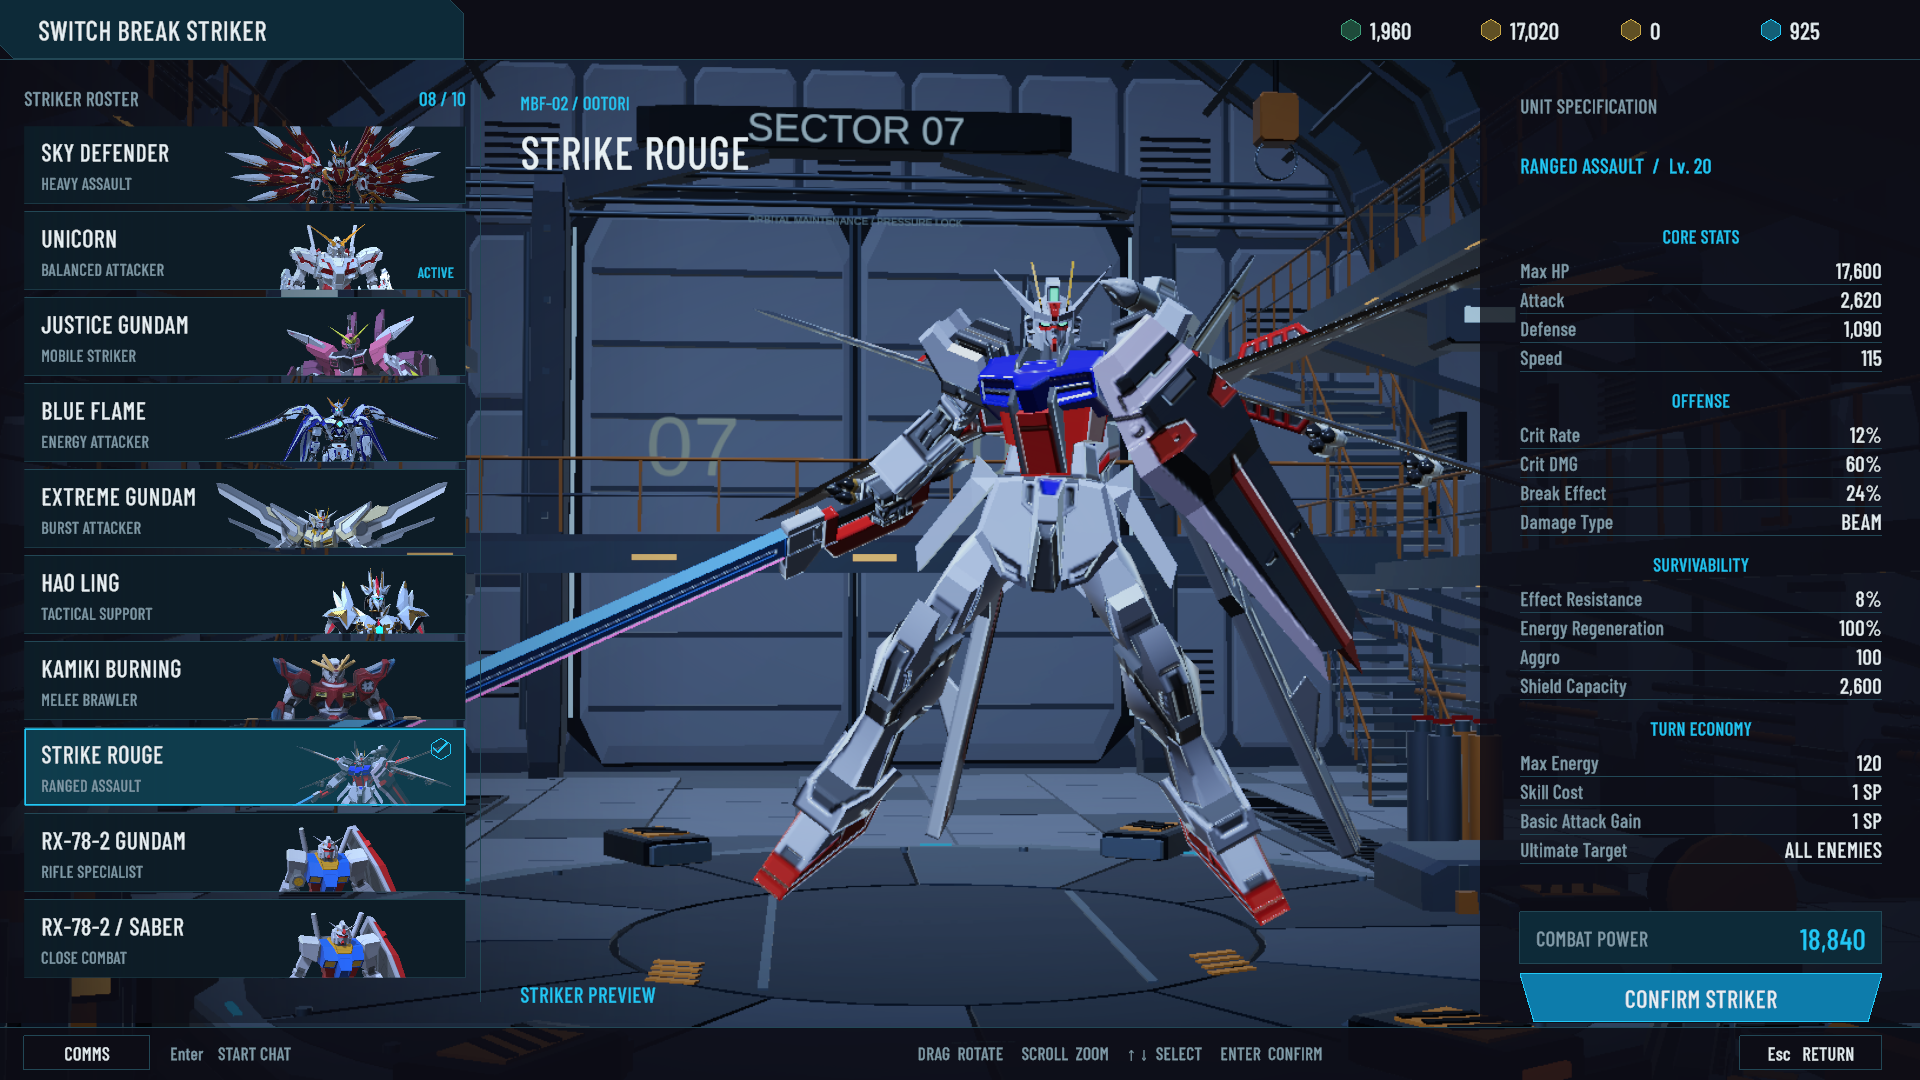 SWITCH BREAK STRIKER
1,960
17,020
0
925
STRIKER ROSTER
08 / 10
SKY DEFENDER
HEAVY ASSAULT
UNICORN
BALANCED ATTACKER
ACTIVE
JUSTICE GUNDAM
MOBILE STRIKER
BLUE FLAME
ENERGY ATTACKER
EXTREME GUNDAM
BURST ATTACKER
HAO LING
TACTICAL SUPPORT
KAMIKI BURNING
MELEE BRAWLER
STRIKE ROUGE
RANGED ASSAULT
RX-78-2 GUNDAM
RIFLE SPECIALIST
RX-78-2 / SABER
CLOSE COMBAT
MBF-02 / OOTORI
STRIKE ROUGE
SECTOR 07
ORBITAL MAINTENANCE / PRESSURE LOCK
07
STRIKER PREVIEW
UNIT SPECIFICATION
RANGED ASSAULT / Lv. 20
CORE STATS
Max HP 17,600
Attack 2,620
Defense 1,090
Speed 115
OFFENSE
Crit Rate 12%
Crit DMG 60%
Break Effect 24%
Damage Type BEAM
SURVIVABILITY
Effect Resistance 8%
Energy Regeneration 100%
Aggro 100
Shield Capacity 2,600
TURN ECONOMY
Max Energy 120
Skill Cost 1 SP
Basic Attack Gain 1 SP
Ultimate Target ALL ENEMIES
COMBAT POWER 18,840
CONFIRM STRIKER
COMMS
Enter START CHAT
DRAG ROTATE SCROLL ZOOM ↑↓ SELECT ENTER CONFIRM
Esc RETURN